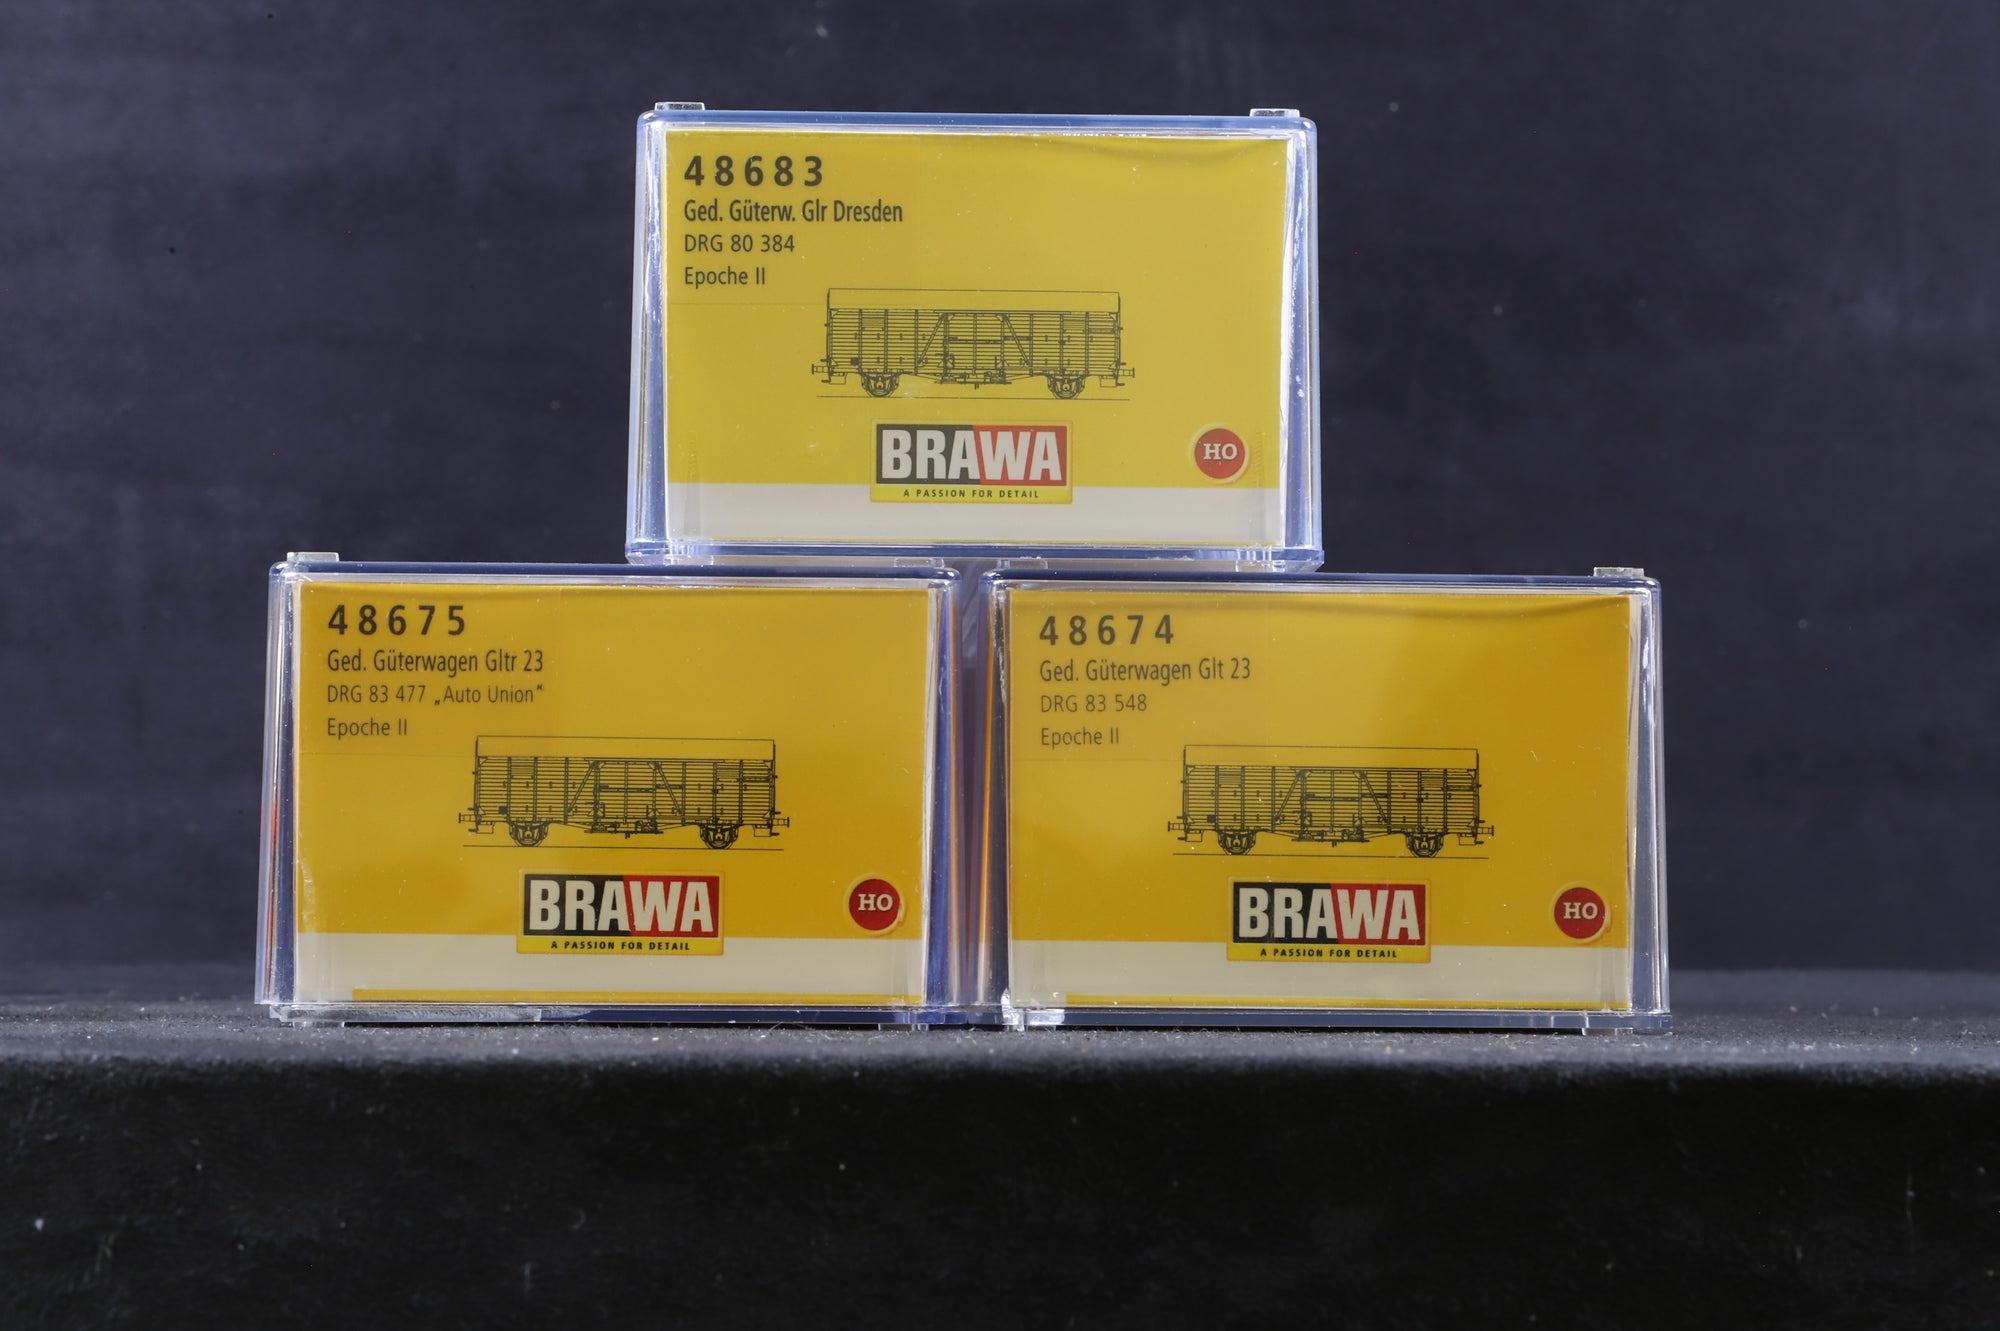 48683
Ged. Güterw. Glr Dresden
DRG 80 384
Epoche II
BRAWA
A PASSION FOR DETAIL
HO
48675
Ged. Güterwagen Gltr 23
DRG 83 477 „Auto Union“
Epoche II
BRAWA
A PASSION FOR DETAIL
HO
48674
Ged. Güterwagen Glt 23
DRG 83 548
Epoche II
BRAWA
A PASSION FOR DETAIL
HO